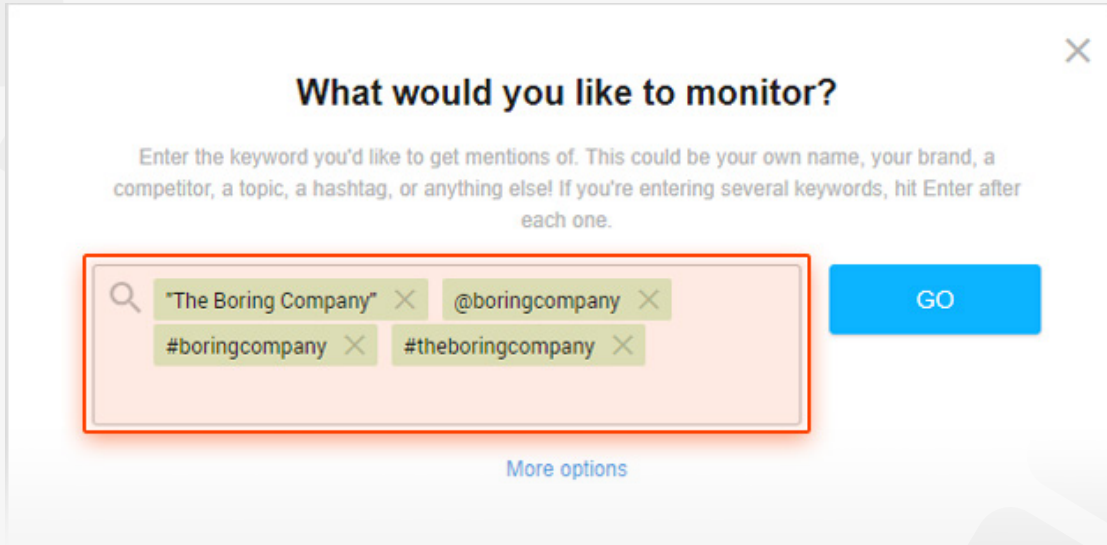 What would you like to monitor?
Enter the keyword you'd like to get mentions of. This could be your own name, your brand, a
competitor, a topic, a hashtag, or anything else! If you're entering several keywords, hit Enter after
each one.
"The Boring Company" @boringcompany
#boringcompany #theboringcompany
GO
More options